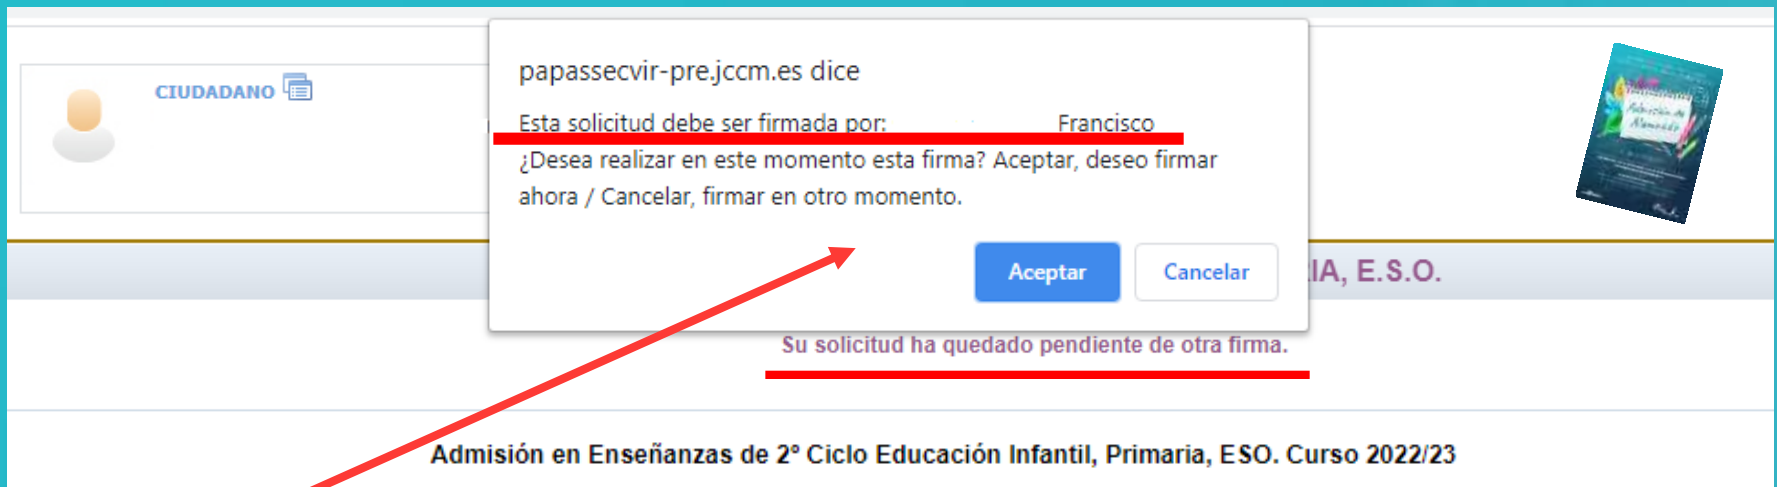 papassecvir-pre.jccm.es dice
CIUDADANO
Esta solicitud debe ser firmada por: Francisco
¿Desea realizar en este momento esta firma? Aceptar, deseo firmar
ahora / Cancelar, firmar en otro momento.
Aceptar
Cancelar
IA, E.S.O.
Su solicitud ha quedado pendiente de otra firma.
Admisión en Enseñanzas de 2º Ciclo Educación Infantil, Primaria, ESO. Curso 2022/23